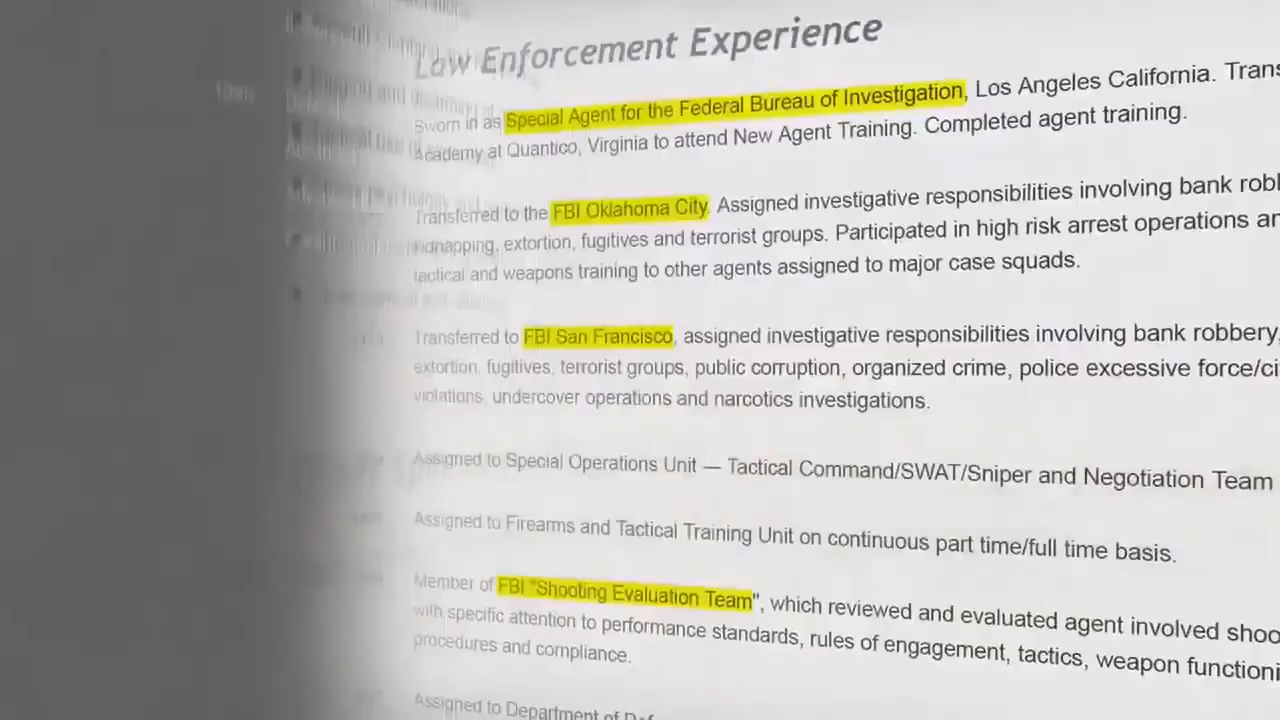 Law Enforcement Experience
Sworn in as Special Agent for the Federal Bureau of Investigation, Los Angeles California.
Academy at Quantico, Virginia to attend New Agent Training. Completed agent training.
Transferred to the FBI Oklahoma City. Assigned investigative responsibilities involving bank
kidnapping, extortion, fugitives and terrorist groups. Participated in high risk arrest operations
tactical and weapons training to other agents assigned to major case squads.
Transferred to FBI San Francisco, assigned investigative responsibilities involving bank robbery,
extortion, fugitives, terrorist groups, public corruption, organized crime, police excessive force/
violations, undercover operations and narcotics investigations.
Assigned to Special Operations Unit — Tactical Command/SWAT/Sniper and Negotiation Team
Assigned to Firearms and Tactical Training Unit on continuous part time/full time basis.
Member of FBI "Shooting Evaluation Team", which reviewed and evaluated agent involved
with specific attention to performance standards, rules of engagement, tactics, weapon
procedures and compliance.
Assigned to Department of